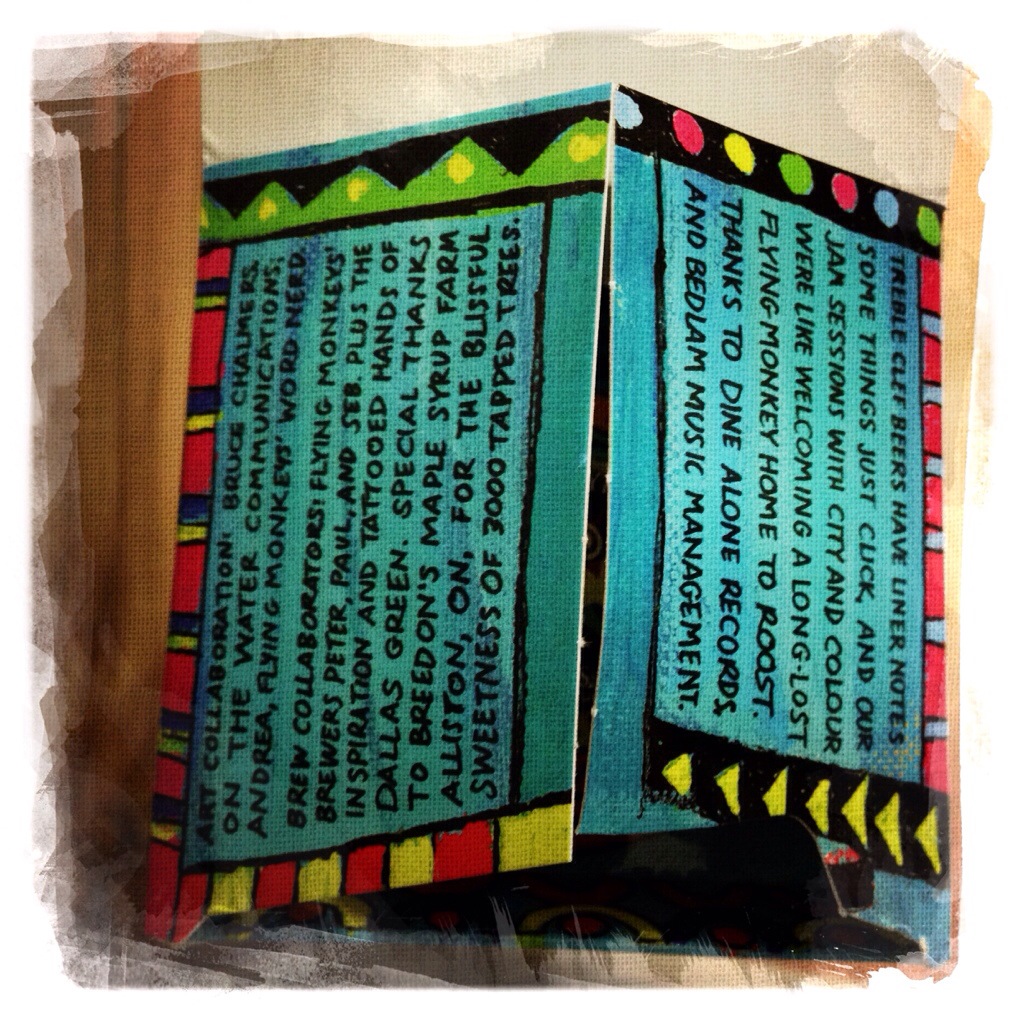 ART COLLABORATION BRUCE CHALMERS,
ON THE WATER COMMUNICATIONS;
ANDREA, FLYING MONKEYS' WORD NERD.
BREW COLLABORATORS: FLYING MONKEYS'
BREWERS PETER, PAUL, AND SEB PLUS THE
INSPIRATION AND TATTOOED HANDS OF
DALLAS GREEN. SPECIAL THANKS
TO BREEDON'S MAPLE SYRUP FARM
ALLISTON, ON, FOR THE BLISSFUL
SWEETNESS OF 3000 TAPPED TREES.
TREBLE CLEF BEERS HAVE LINER NOTES
SOME THINGS JUST CLICK, AND OUR
JAM SESSIONS WITH CITY AND COLOUR
WERE LIKE WELCOMING A LONG-LOST
FLYING MONKEY HOME TO ROOST.
THANKS TO DINE ALONE RECORDS,
AND BEDLAM MUSIC MANAGEMENT.